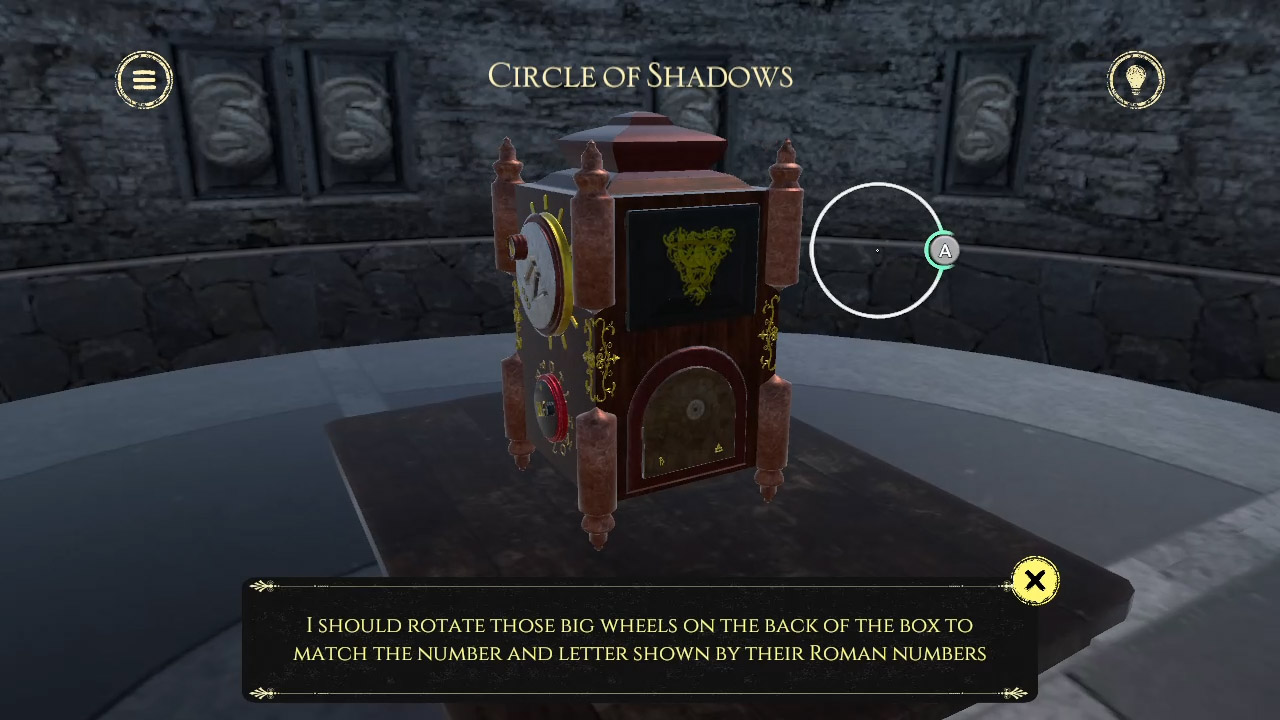 Circle of Shadows
A
I should rotate those big wheels on the back of the box to
match the number and letter shown by their Roman numbers